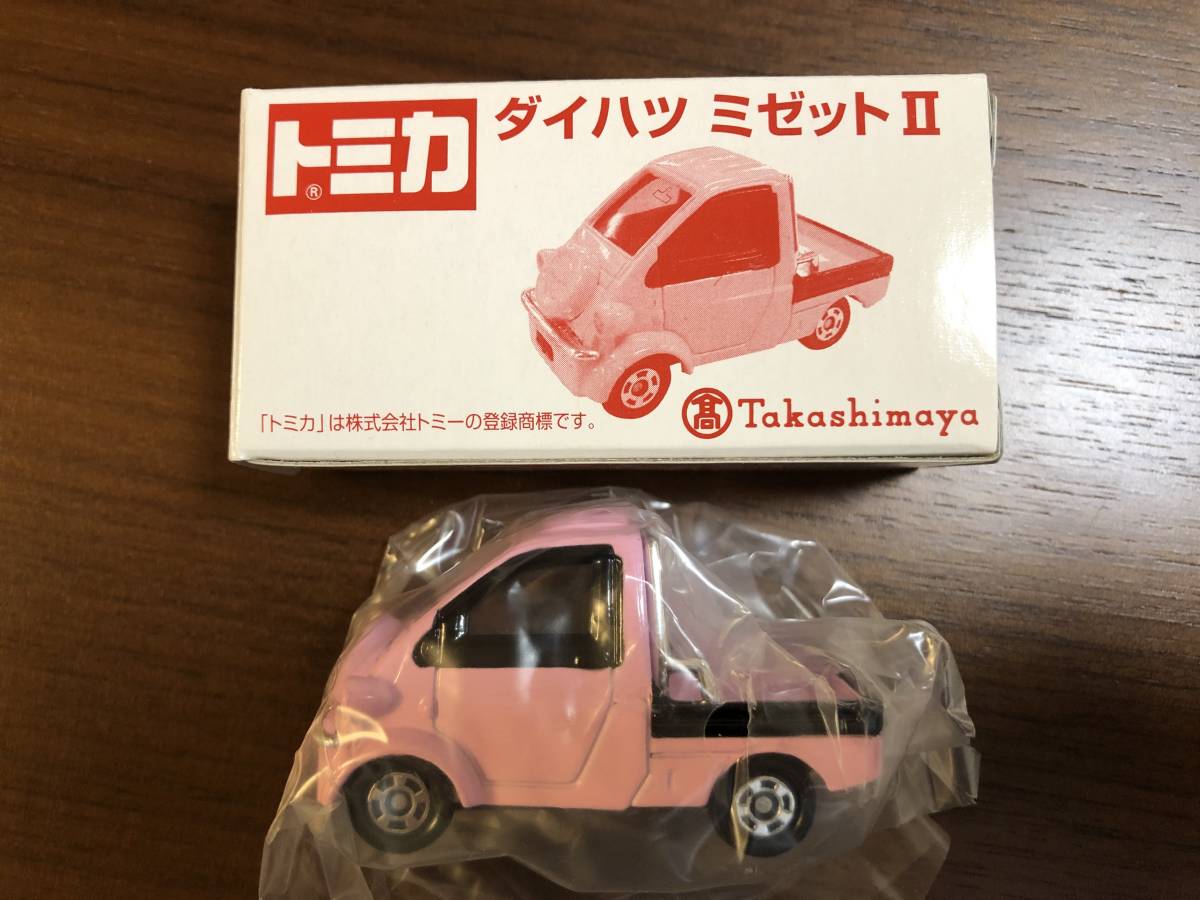 トミカ
®
ダイハツ ミゼットⅡ
「トミカ」は株式会社トミーの登録商標です。
髙 Takashimaya